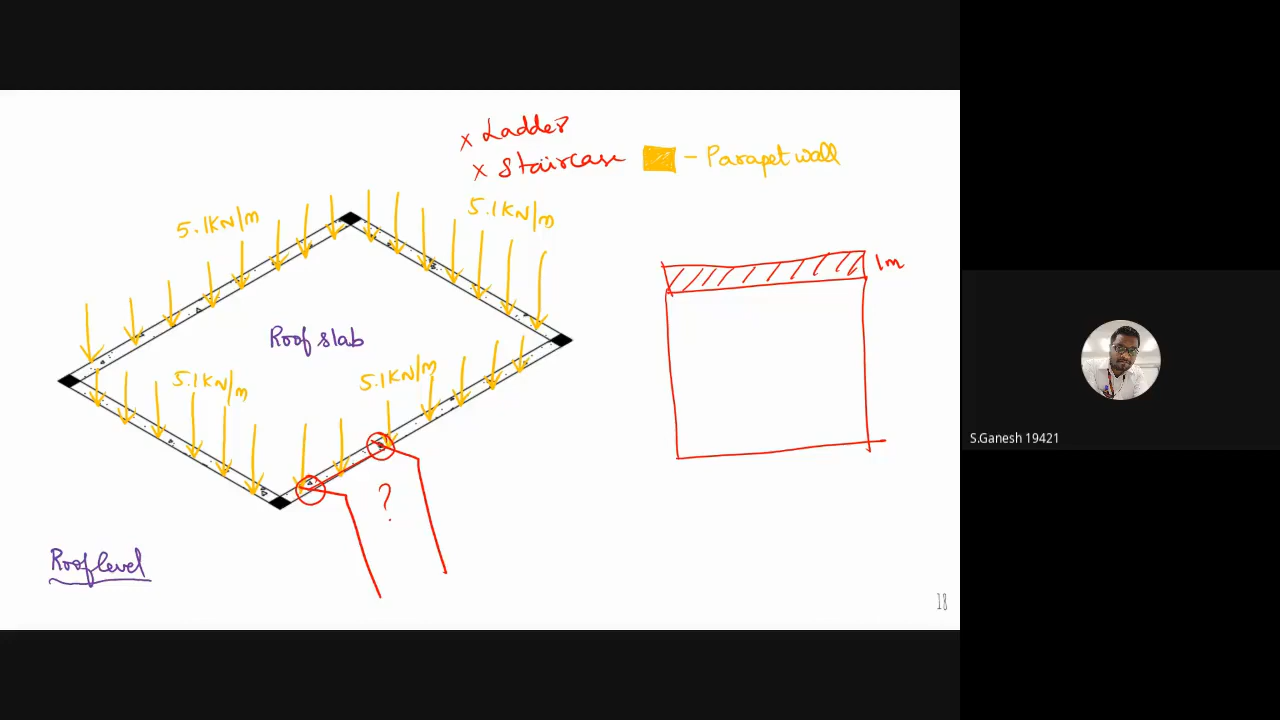 x Ladder
x Staircase
- Parapet wall
5.1KN/m
5.1KN/m
1m
Roof slab
5.1KN/m
5.1KN/m
S.Ganesh 19421
?
Roof level
18